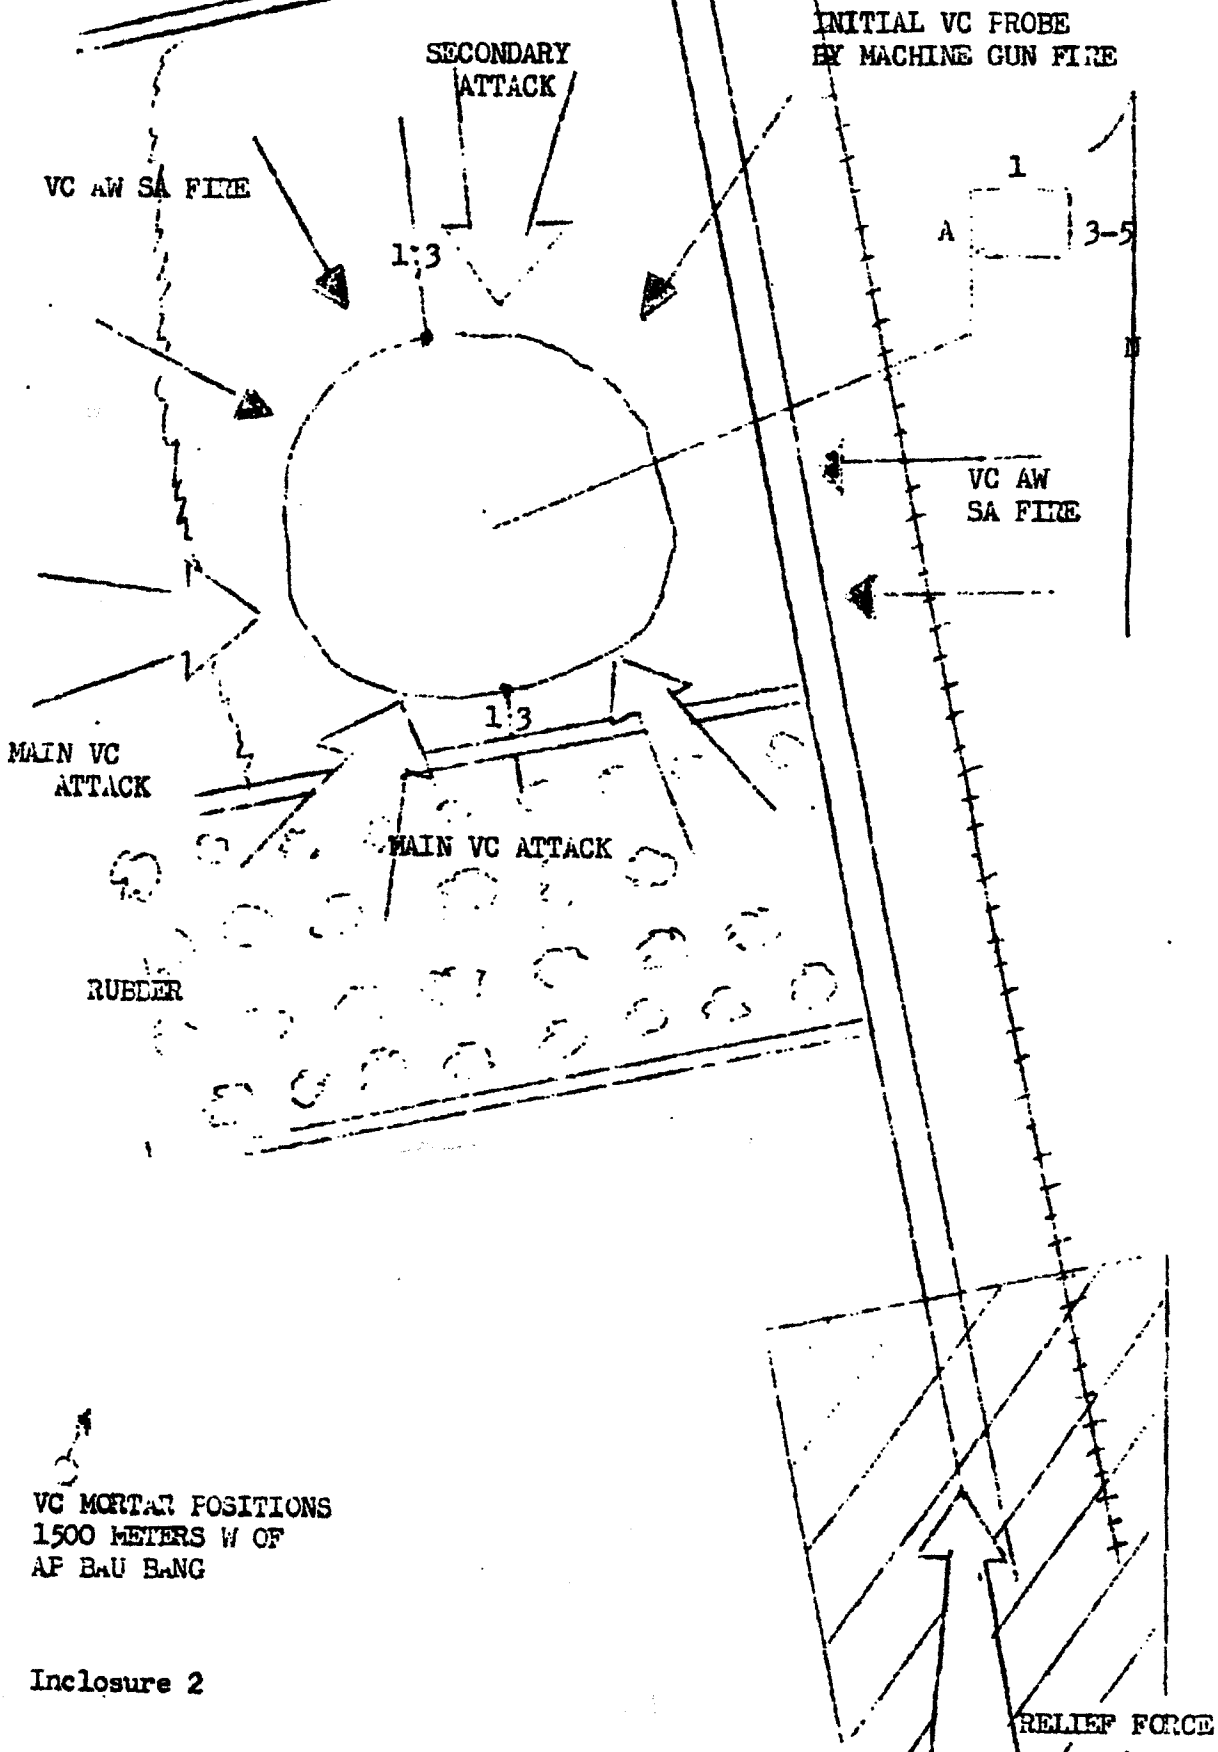 INITIAL VC PROBE
BY MACHINE GUN FIRE
SECONDARY
ATTACK
1
A
3-5
VC AW SA FIRE
1:3
N
VC AW
SA FIRE
1:3
MAIN VC
ATTACK
MAIN VC ATTACK
RUBBER
VC MORTAR POSITIONS
1500 METERS W OF
AP BAU BANG
Inclosure 2
RELIEF FORCE